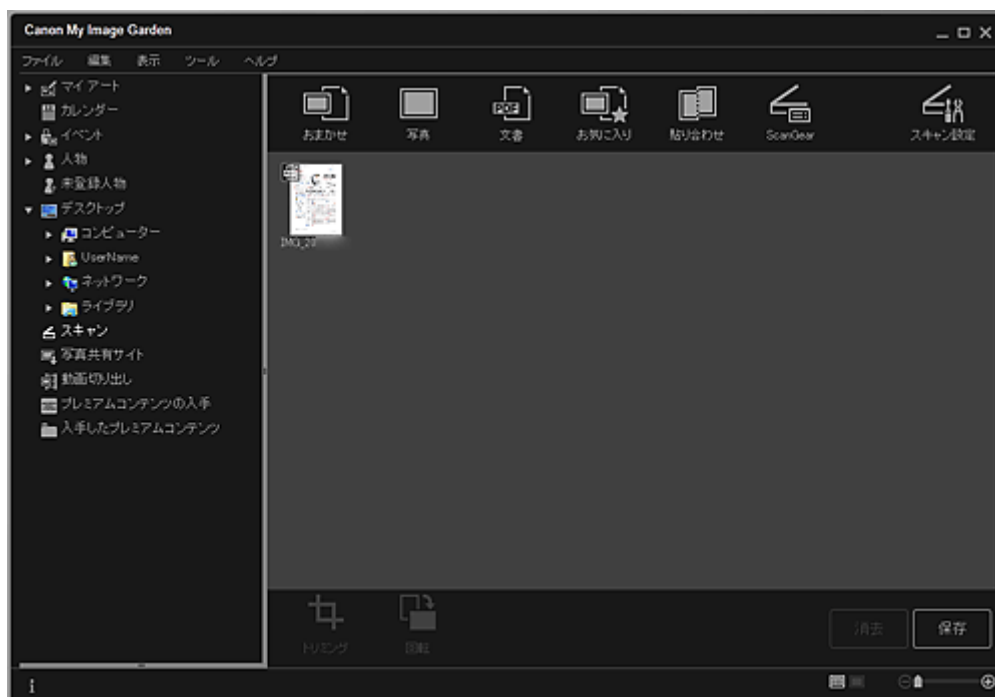 Canon My Image Garden
ファイル 編集 表示 ツール ヘルプ
マイ アート
カレンダー
イベント
人物
未登録人物
デスクトップ
コンピューター
UserName
ネットワーク
ライブラリ
スキャン
写真共有サイト
動画切り出し
プレミアムコンテンツの入手
入手したプレミアムコンテンツ
おまかせ 写真 文書 お気に入り 貼り合わせ ScanGear スキャン設定
PDF
IMG_20
トリミング 回転 消去 保存